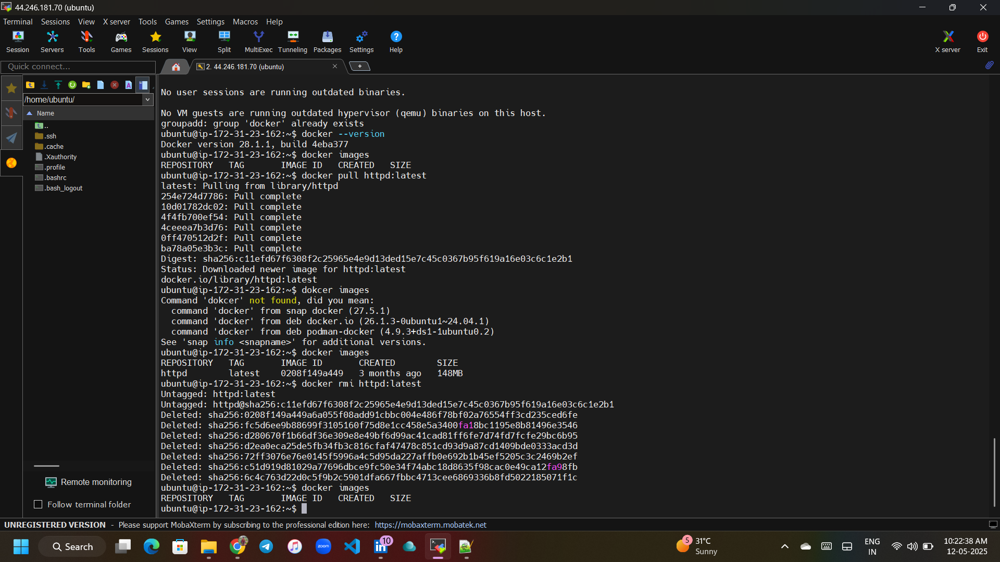 44.246.181.70 (ubuntu)
Terminal Sessions View X server Tools Games Settings Macros Help
Session Servers Tools Games Sessions View Split MultiExec Tunneling Packages Settings Help X server Exit
Quick connect...
2. 44.246.181.70 (ubuntu)
/home/ubuntu/
Name
..
.ssh
.cache
.Xauthority
.profile
.bashrc
.bash_logout
Remote monitoring
Follow terminal folder
No user sessions are running outdated binaries.
No VM guests are running outdated hypervisor (qemu) binaries on this host.
groupadd: group 'docker' already exists
ubuntu@ip-172-31-23-162:~$ docker --version
Docker version 28.1.1, build 4eba377
ubuntu@ip-172-31-23-162:~$ docker images
REPOSITORY TAG IMAGE ID CREATED SIZE
ubuntu@ip-172-31-23-162:~$ docker pull httpd:latest
latest: Pulling from library/httpd
254e724d7786: Pull complete
10d01782dc02: Pull complete
4f4fb700ef54: Pull complete
4ceeea7b3d76: Pull complete
0ff470512d2f: Pull complete
ba78a05e3b3c: Pull complete
Digest: sha256:c11efd67f6308f2c25965e4e9d13ded15e7c45c0367b95f619a16e03c6c1e2b1
Status: Downloaded newer image for httpd:latest
docker.io/library/httpd:latest
ubuntu@ip-172-31-23-162:~$ dokcer images
Command 'dokcer' not found, did you mean:
command 'docker' from snap docker (27.5.1)
command 'docker' from deb docker.io (26.1.3-0ubuntu1~24.04.1)
command 'docker' from deb podman-docker (4.9.3+ds1-1ubuntu0.2)
See 'snap info <snapname>' for additional versions.
ubuntu@ip-172-31-23-162:~$ docker images
REPOSITORY TAG IMAGE ID CREATED SIZE
httpd latest 0208f149a449 3 months ago 148MB
ubuntu@ip-172-31-23-162:~$ docker rmi httpd:latest
Untagged: httpd:latest
Untagged: httpd@sha256:c11efd67f6308f2c25965e4e9d13ded15e7c45c0367b95f619a16e03c6c1e2b1
Deleted: sha256:0208f149a449a6a055f08add91cbbc004e486f78bf02a76554ff3cd235ced6fe
Deleted: sha256:fc5d6ee9b88699f3105160f75d8e1cc458e5a3400fa18bc1195e8b81496e3546
Deleted: sha256:d280670f1b66df36e309e8e49bf6d99ac41cad81ff6fe7d74fd7fcfe29bc6b95
Deleted: sha256:d2ea0eca25de5fb34fb3c816cfaf47478c851cd93d9a87cd1409bde0333acd3d
Deleted: sha256:72ff3076e76e0145f5996a4c5d95da227affb0e692b1b45ef5205c3c2469b2ef
Deleted: sha256:c51d919d81029a77696dbce9fc50e34f74abc18d8635f98cac0e49ca12fa98fb
Deleted: sha256:6c4c763d22d0c5f9b2c5901dfa667fbbc4713cee6869336b8fd5022185071f1c
ubuntu@ip-172-31-23-162:~$ docker images
REPOSITORY TAG IMAGE ID CREATED SIZE
ubuntu@ip-172-31-23-162:~$
UNREGISTERED VERSION - Please support MobaXterm by subscribing to the professional edition here: https://mobaxterm.mobatek.net
Search
zoom
10
5
31°C
Sunny
ENG
IN
10:22:38 AM
12-05-2025